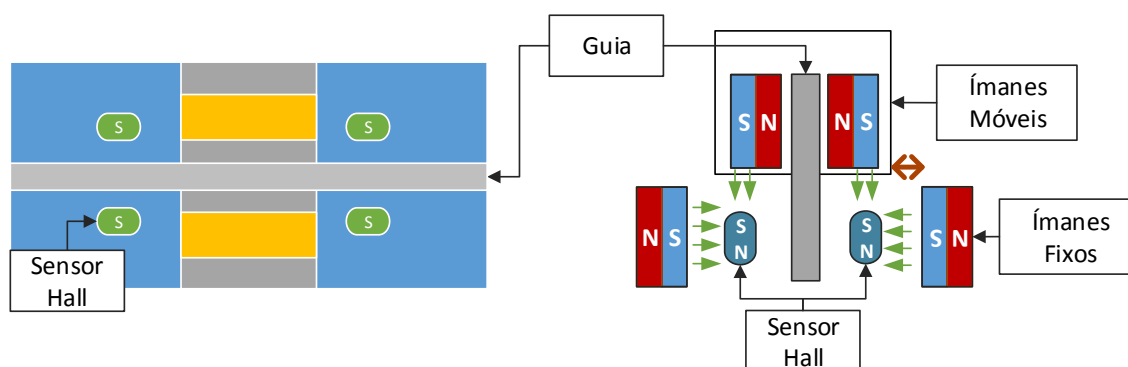 Guia
S
S
S
S
Sensor
Hall
S N
N S
Ímanes
Móveis
N S
S
N
S
N
S N
Ímanes
Fixos
Sensor
Hall